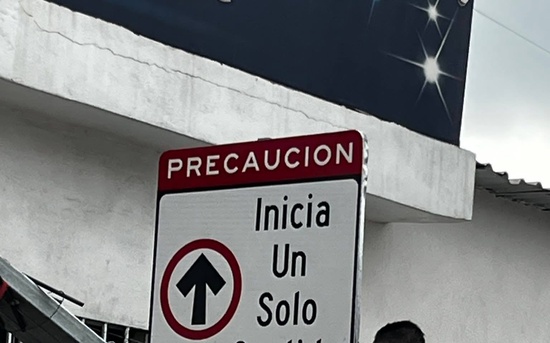 PRECAUCION
Inicia
Un
Solo